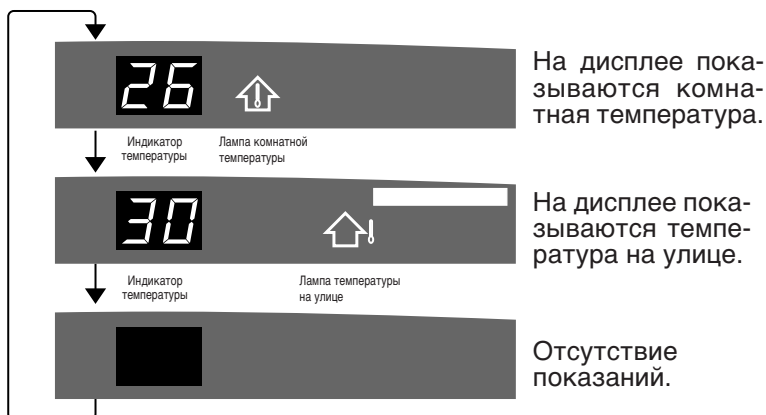 26
На дисплее пока-
зываются комна-
тная температура.
Индикатор
температуры
Лампа комнатной
температуры
30
На дисплее пока-
зываются темпе-
ратура на улице.
Индикатор
температуры
Лампа температуры
на улице
Отсутствие
показаний.